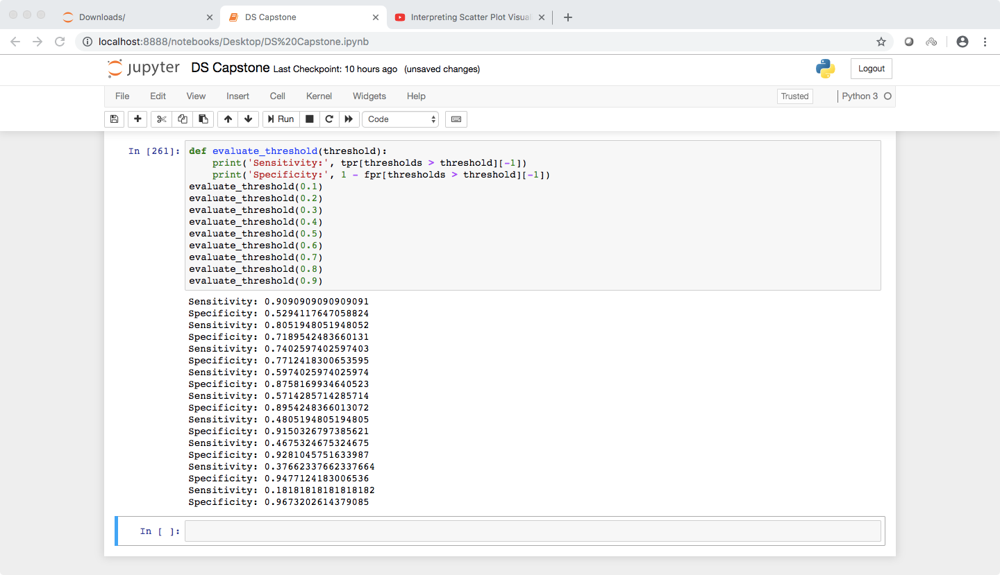 Downloads/
DS Capstone
Interpreting Scatter Plot Visual
localhost:8888/notebooks/Desktop/DS%20Capstone.ipynb
jupyter DS Capstone Last Checkpoint: 10 hours ago (unsaved changes)
Logout
File Edit View Insert Cell Kernel Widgets Help
Trusted
Python 3
Run
Code
In [261]:
def evaluate_threshold(threshold):
    print('Sensitivity:', tpr[thresholds > threshold][-1])
    print('Specificity:', 1 - fpr[thresholds > threshold][-1])
evaluate_threshold(0.1)
evaluate_threshold(0.2)
evaluate_threshold(0.3)
evaluate_threshold(0.4)
evaluate_threshold(0.5)
evaluate_threshold(0.6)
evaluate_threshold(0.7)
evaluate_threshold(0.8)
evaluate_threshold(0.9)
Sensitivity: 0.9090909090909091
Specificity: 0.5294117647058824
Sensitivity: 0.8051948051948052
Specificity: 0.7189542483660131
Sensitivity: 0.7402597402597403
Specificity: 0.7712418300653595
Sensitivity: 0.5974025974025974
Specificity: 0.8758169934640523
Sensitivity: 0.5714285714285714
Specificity: 0.8954248366013072
Sensitivity: 0.4805194805194805
Specificity: 0.9150326797385621
Sensitivity: 0.4675324675324675
Specificity: 0.9281045751633987
Sensitivity: 0.37662337662337664
Specificity: 0.9477124183006536
Sensitivity: 0.18181818181818182
Specificity: 0.9673202614379085
In [ ]: